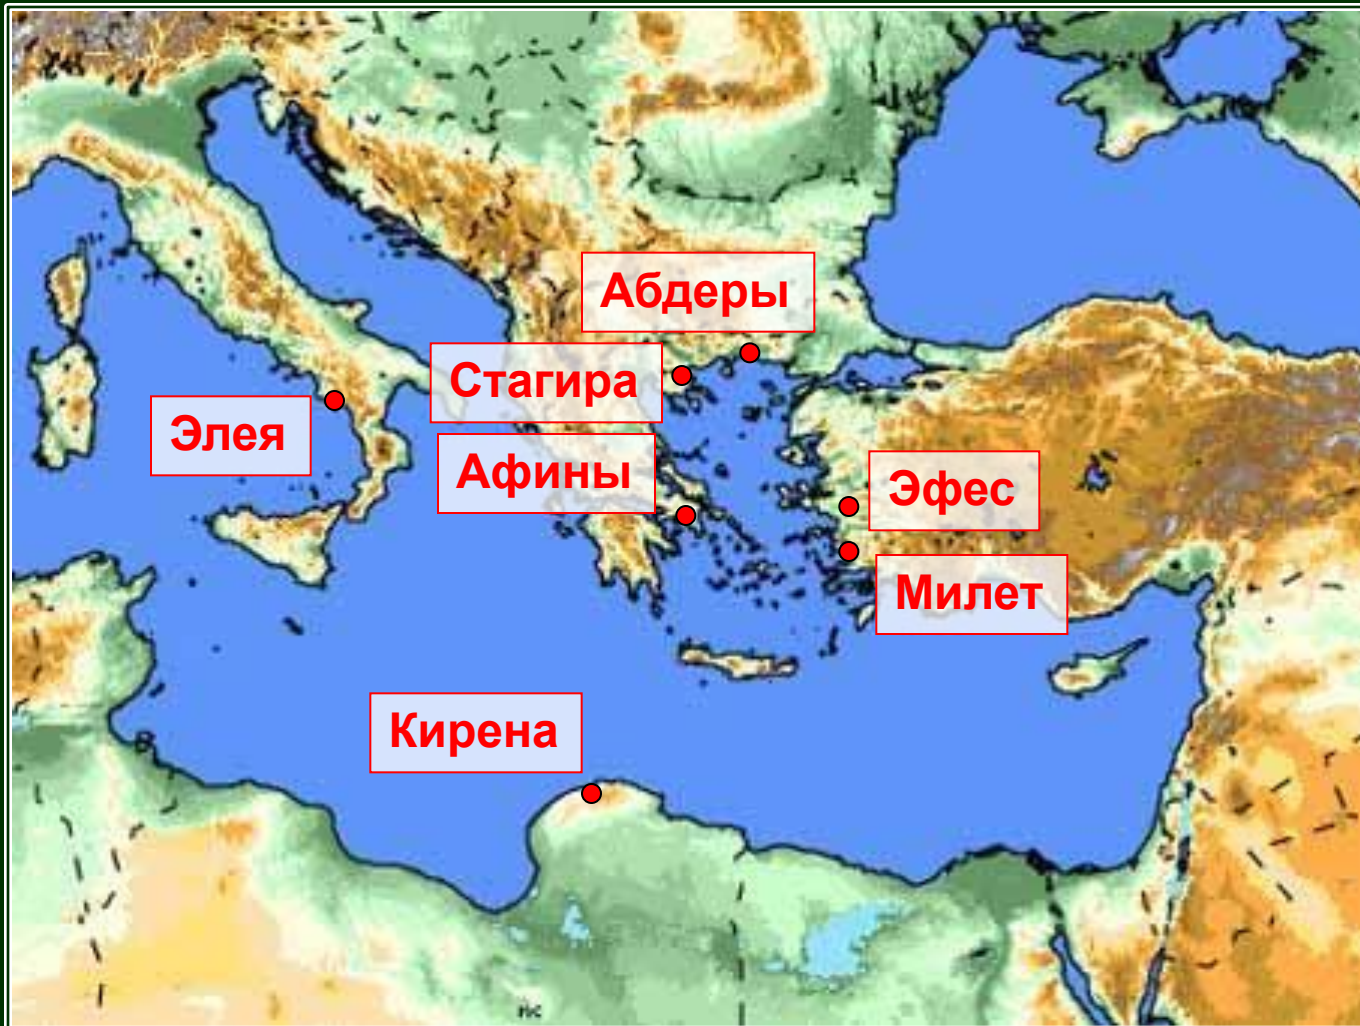 Абдеры
Стагира
Элея
Афины
Эфес
Милет
Кирена